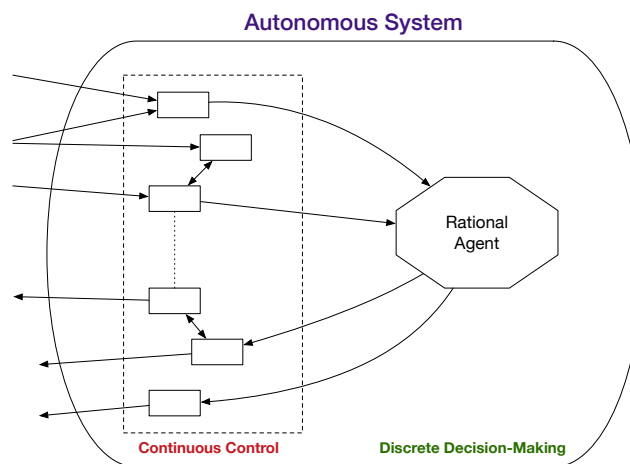 Autonomous System
Rational
Agent
Continuous Control
Discrete Decision-Making